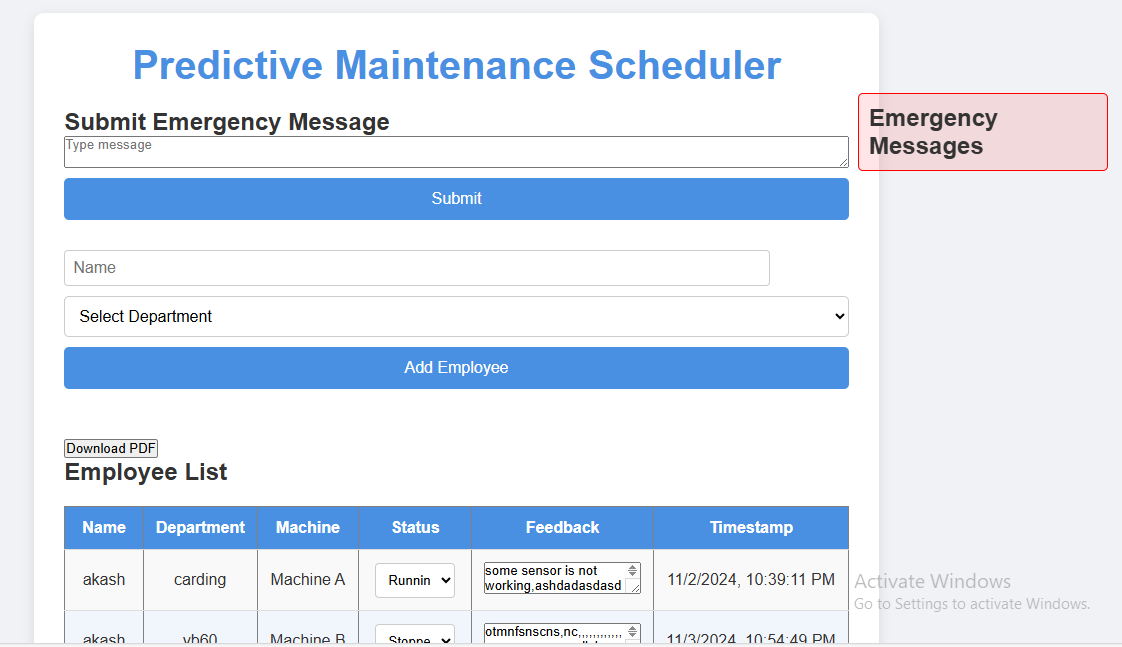 Predictive Maintenance Scheduler
Submit Emergency Message
Type message
Submit
Emergency
Messages
Name
Select Department
Add Employee
Download PDF
Employee List
Name Department Machine Status Feedback Timestamp
akash carding Machine A Runnin some sensor is not
working,ashdadasdasd 11/2/2024, 10:39:11 PM
Activate Windows
Go to Settings to activate Windows.
akash yb60 Machine B Stoppe otmnfsnscns,nc,,,,,,,,,,,, 11/3/2024, 10:54:49 PM